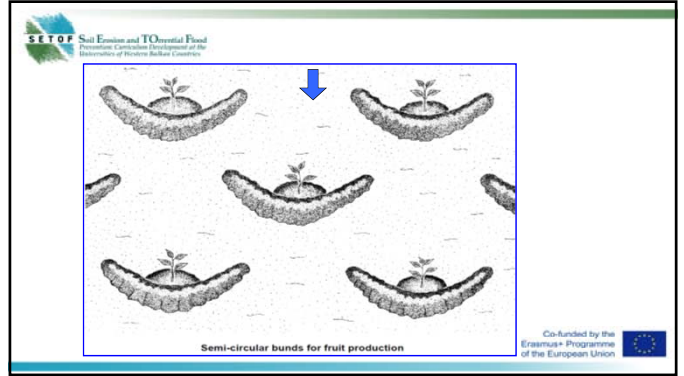 SETOF
Soil Erosion and TOrrential Flood
Prevention: Curriculum Development at the
Universities of Western Balkan Countries
Semi-circular bunds for fruit production
Co-funded by the
Erasmus+ Programme
of the European Union